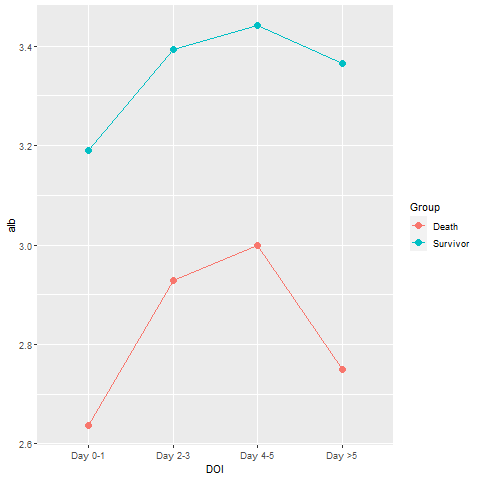 alb
3.4
3.2
3.0
2.8
2.6
Day 0-1
Day 2-3
Day 4-5
Day >5
DOI
Group
Death
Survivor